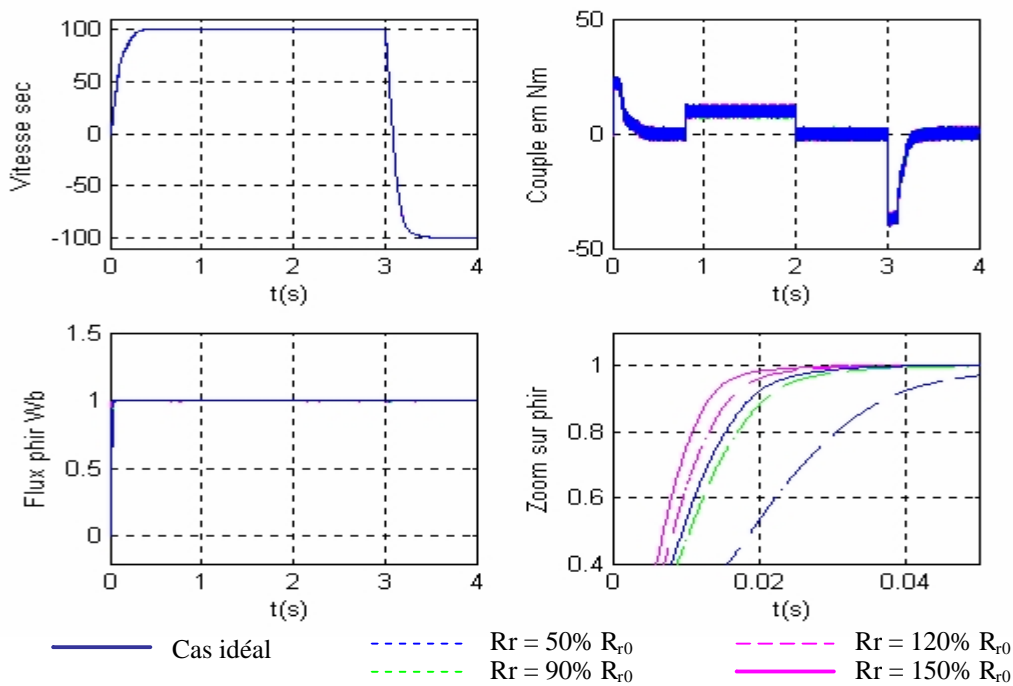 Vitesse sec
100
50
0
-50
-100
0
1
2
3
4
t(s)
Couple em Nm
50
0
-50
0
1
2
3
4
t(s)
Flux phir Wb
1.5
1
0.5
0
0
1
2
3
4
t(s)
Zoom sur phir
1
0.8
0.6
0.4
0
0.02
0.04
t(s)
Cas idéal
Rr = 50% Rr0
Rr = 120% Rr0
Rr = 90% Rr0
Rr = 150% Rr0